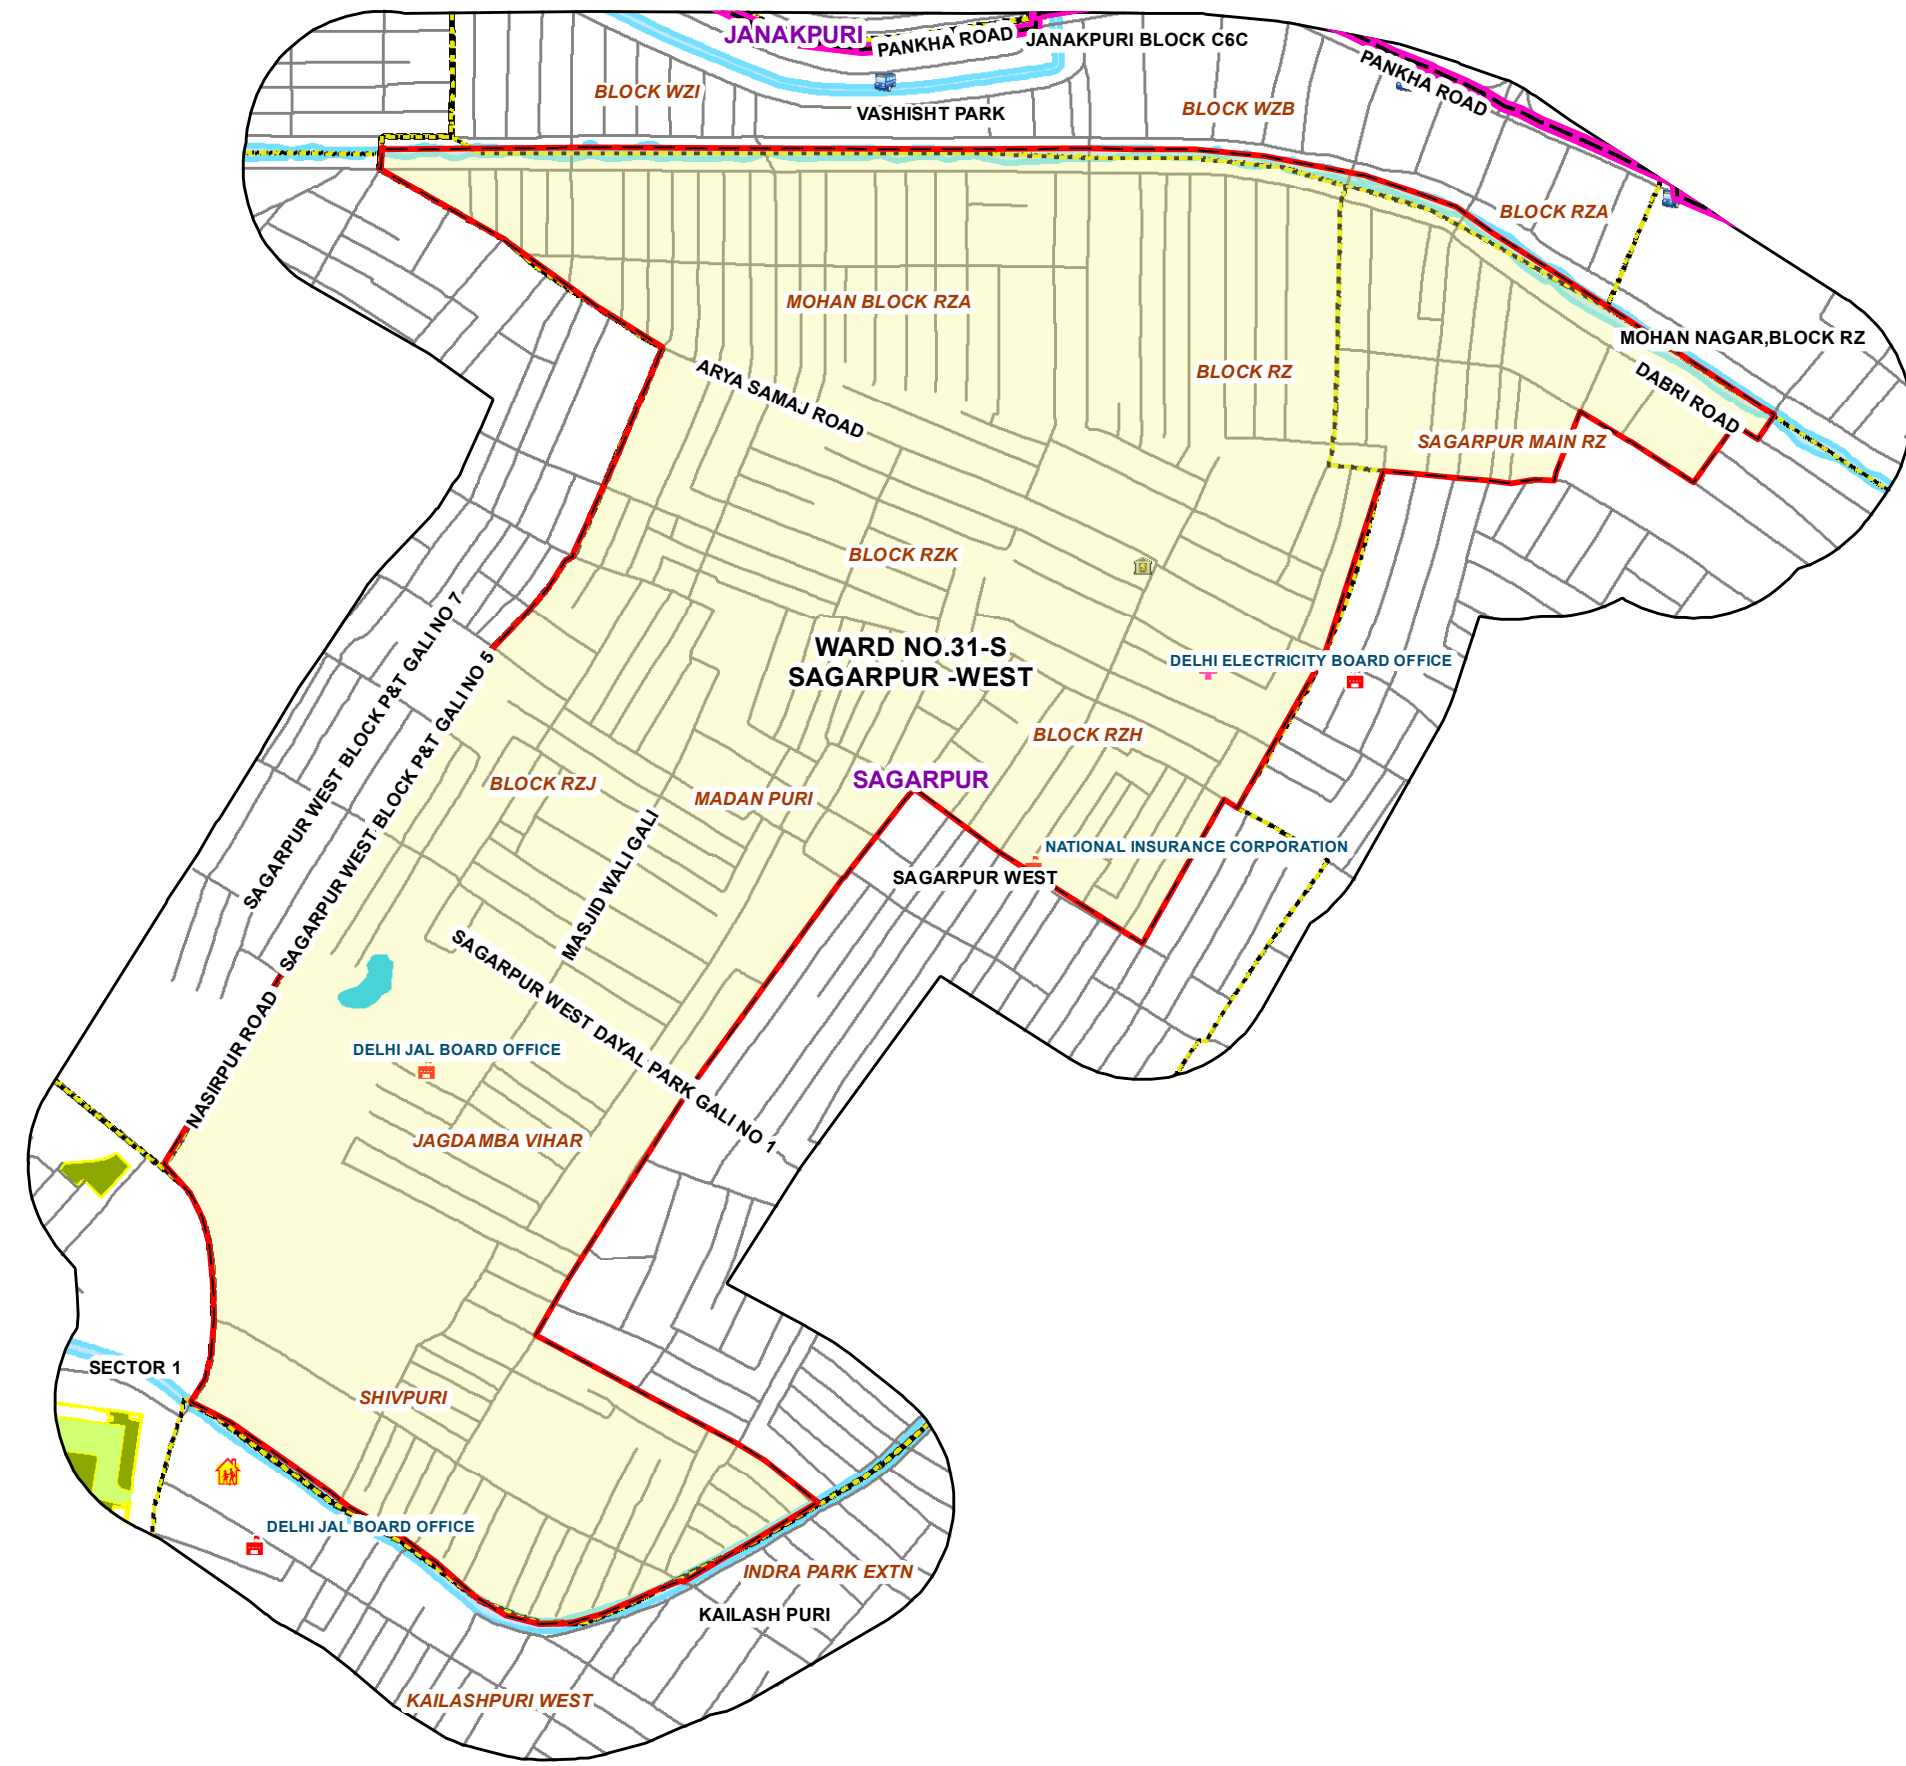 JANAKPURI
PANKHA ROAD
JANAKPURI BLOCK C6C
PANKHA ROAD
BLOCK WZI
VASHISHT PARK
BLOCK WZB
BLOCK RZA
MOHAN BLOCK RZA
MOHAN NAGAR,BLOCK RZ
ARYA SAMAJ ROAD
BLOCK RZ
DABRI ROAD
SAGARPUR MAIN RZ
BLOCK RZK
WARD NO.31-S
SAGARPUR -WEST
DELHI ELECTRICITY BOARD OFFICE
SAGARPUR WEST BLOCK P&T GALI NO 7
SAGARPUR WEST BLOCK P&T GALI NO 5
BLOCK RZH
SAGARPUR
BLOCK RZJ
MADAN PURI
MASJID WALI GALI
NATIONAL INSURANCE CORPORATION
SAGARPUR WEST
SAGARPUR WEST DAYAL PARK GALI NO 1
NASIRPUR ROAD
DELHI JAL BOARD OFFICE
JAGDAMBA VIHAR
SECTOR 1
SHIVPURI
DELHI JAL BOARD OFFICE
INDRA PARK EXTN
KAILASH PURI
KAILASHPURI WEST